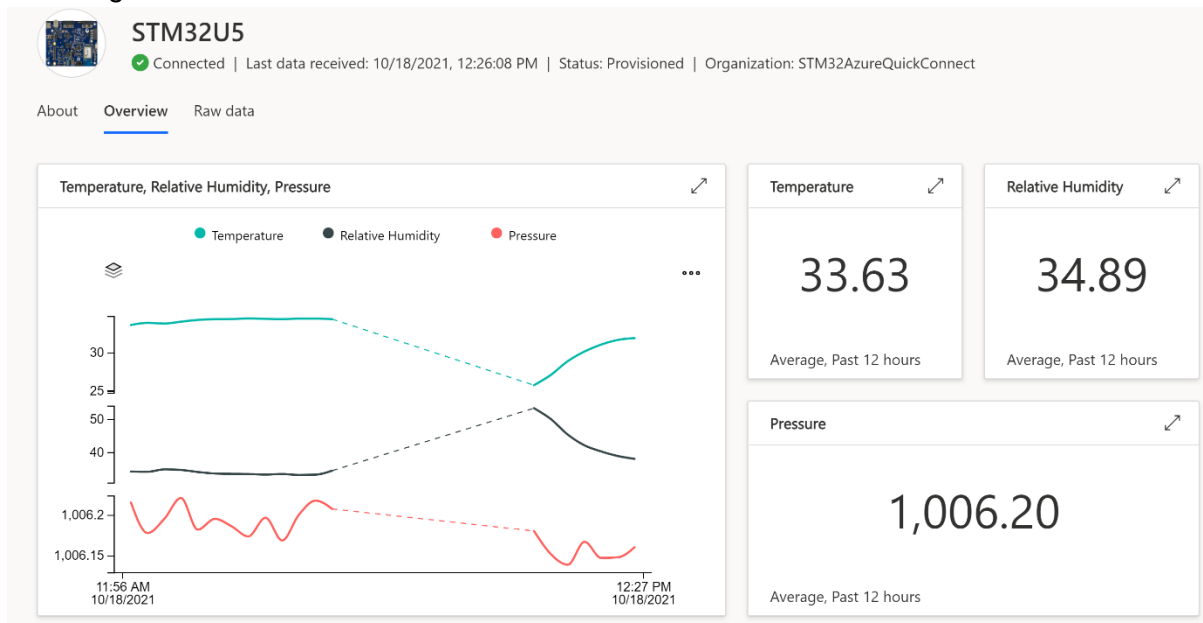 STM32U5
Connected | Last data received: 10/18/2021, 12:26:08 PM | Status: Provisioned | Organization: STM32AzureQuickConnect
About Overview Raw data
Temperature, Relative Humidity, Pressure
Temperature Relative Humidity Pressure
30
25
50
40
1,006.2
1,006.15
11:56 AM
10/18/2021
12:27 PM
10/18/2021
Temperature
33.63
Average, Past 12 hours
Relative Humidity
34.89
Average, Past 12 hours
Pressure
1,006.20
Average, Past 12 hours